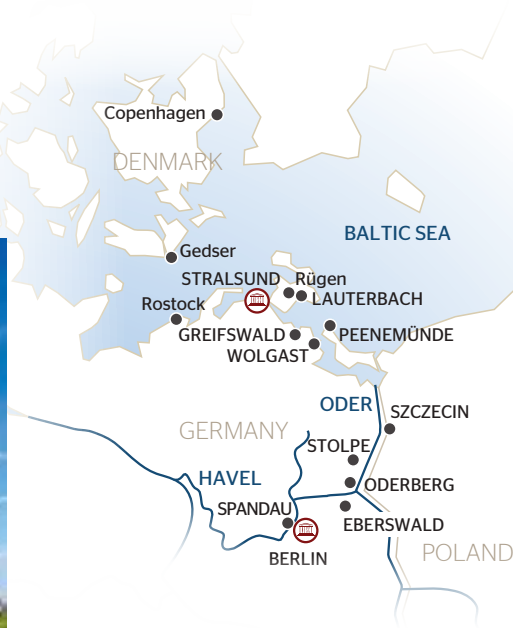 Copenhagen
DENMARK
BALTIC SEA
Gedser
STRALSUND
Rügen
LAUTERBACH
Rostock
GREIFSWALD
PEENEMÜNDE
WOLGAST
ODER
SZCZECIN
GERMANY
STOLPE
HAVEL
ODERBERG
SPANDAU
EBERSWALD
BERLIN
POLAND